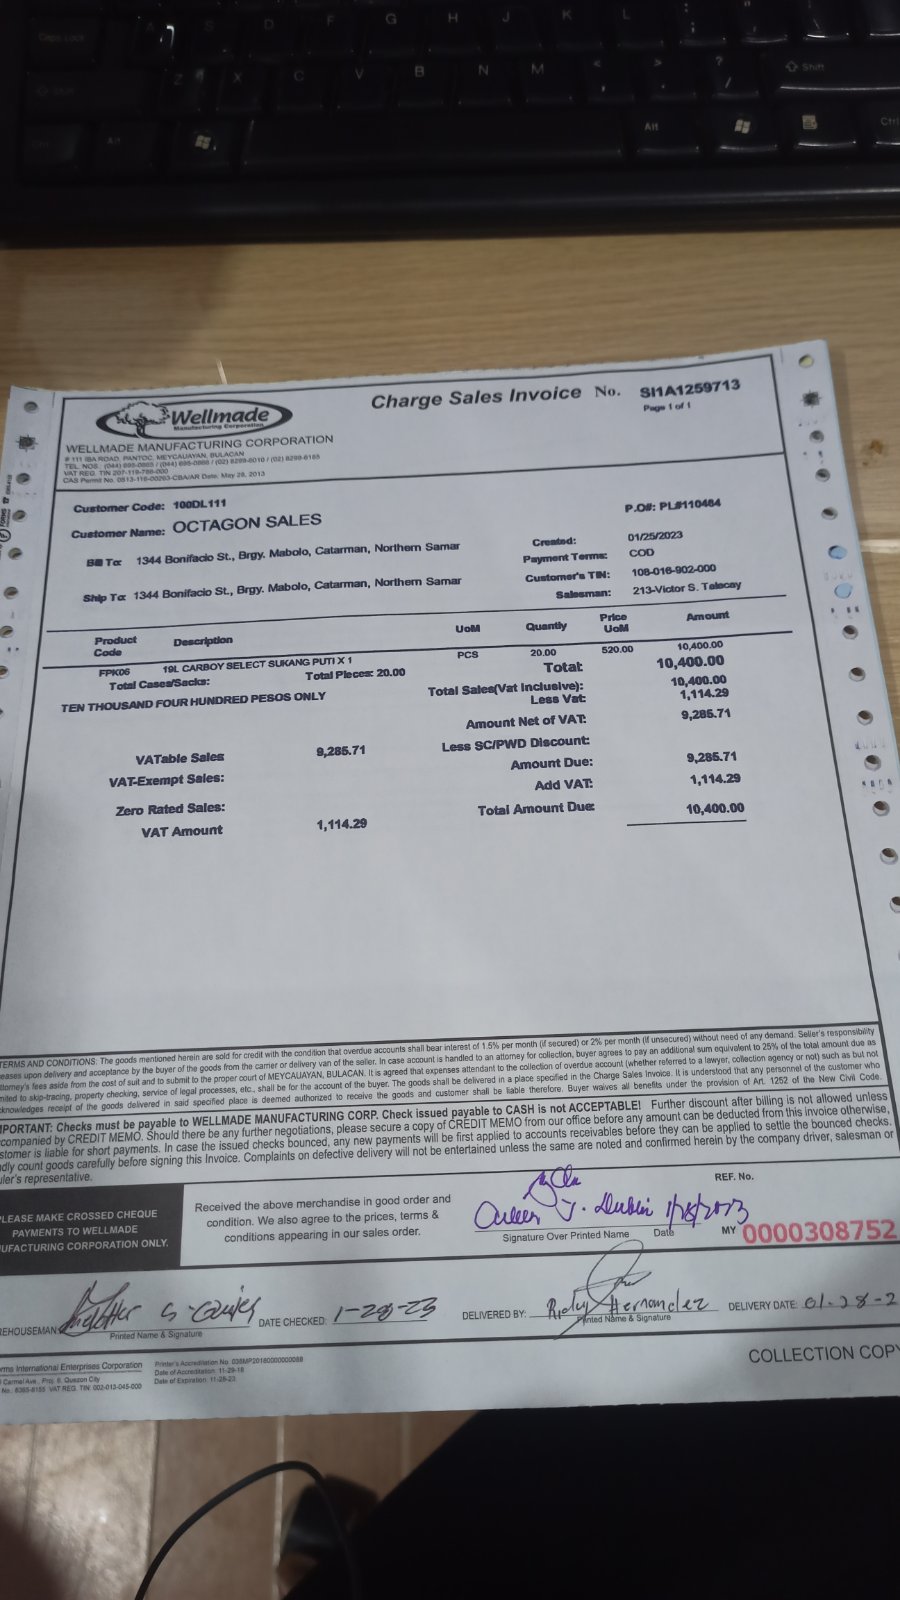 Caps Lock A S D F G H J K L
Z X C V B N M < > ? / Shift
Alt Alt Ctrl
Charge Sales Invoice No. SI1A1259713
Page 1 of 1
Wellmade
Manufacturing Corporation
WELLMADE MANUFACTURING CORPORATION
# 111 IBA ROAD, PANTOC, MEYCAUAYAN, BULACAN
TEL. NOS.: (044) 695-0865 / (044) 695-0866 / (02) 8299-6010 / (02) 8299-6165
VAT REG. TIN 207-118-766-000
CAS Permit No. 0513-116-00263-CBA/AR Date, May 28, 2013
Customer Code: 100DL111
P.O#: PL#110484
Customer Name: OCTAGON SALES
Bill To: 1344 Bonifacio St., Brgy. Mabolo, Catarman, Northern Samar
Created: 01/25/2023
Payment Terms: COD
Ship To: 1344 Bonifacio St., Brgy. Mabolo, Catarman, Northern Samar
Customer's TIN: 108-016-902-000
Salesman: 213-Victor S. Talacay
Product Code Description UoM Quantity Price UoM Amount
FPK06 19L CARBOY SELECT SUKANG PUTI X 1 PCS 20.00 520.00 10,400.00
Total Cases/Sacks: Total Pieces: 20.00 Total: 10,400.00
TEN THOUSAND FOUR HUNDRED PESOS ONLY
Total Sales(Vat Inclusive): 10,400.00
Less Vat: 1,114.29
Amount Net of VAT: 9,285.71
VATable Sales 9,285.71 Less SC/PWD Discount:
VAT-Exempt Sales: Amount Due: 9,285.71
Zero Rated Sales: Add VAT: 1,114.29
VAT Amount 1,114.29 Total Amount Due: 10,400.00
TERMS AND CONDITIONS: The goods mentioned herein are sold for credit with the condition that overdue accounts shall bear interest of 1.5% per month (if secured) or 2% per month (if unsecured) without need of any demand. Seller's responsibility
eases upon delivery and acceptance by the buyer of the goods from the carrier or delivery van of the seller. In case account is handled to an attorney for collection, buyer agrees to pay an additional sum equivalent to 25% of the total amount due as
ttorney's fees aside from the cost of suit and to submit to the proper court of MEYCAUAYAN, BULACAN. It is agreed that expenses attendant to the collection of overdue account (whether referred to a lawyer, collection agency or not) such as but not
mited to skip-tracing, property checking, service of legal processes, etc., shall be for the account of the buyer. The goods shall be delivered in a place specified in the Charge Sales Invoice. It is understood that any personnel of the customer who
cknowledges receipt of the goods delivered in said specified place is deemed authorized to receive the goods and customer shall be liable therefore. Buyer waives all benefits under the provision of Art. 1252 of the New Civil Code.
MPORTANT: Checks must be payable to WELLMADE MANUFACTURING CORP. Check issued payable to CASH is not ACCEPTABLE! Further discount after billing is not allowed unless
ccompanied by CREDIT MEMO. Should there be any further negotiations, please secure a copy of CREDIT MEMO from our office before any amount can be deducted from this invoice otherwise,
stomer is liable for short payments. In case the issued checks bounced, any new payments will be first applied to accounts receivables before they can be applied to settle the bounced checks.
dly count goods carefully before signing this Invoice. Complaints on defective delivery will not be entertained unless the same are noted and confirmed herein by the company driver, salesman or
ler's representative.
LEASE MAKE CROSSED CHEQUE
PAYMENTS TO WELLMADE
UFACTURING CORPORATION ONLY.
Received the above merchandise in good order and
condition. We also agree to the prices, terms &
conditions appearing in our sales order.
Signature Over Printed Name Date
REF. No.
MY 0000308752
REHOUSEMAN DATE CHECKED: 1-28-23 DELIVERED BY: Ricky Hernandez DELIVERY DATE: 01-28-2
Printed Name & Signature Printed Name & Signature
rms International Enterprises Corporation
Carmel Ave., Proj. 6. Quezon City
No. 8365-8155 VAT REG. TIN: 002-013-045-000
Printer's Accreditation No. 038MP20180000000088
Date of Accreditation: 11-29-18
Date of Expiration: 11-28-23
COLLECTION COPY